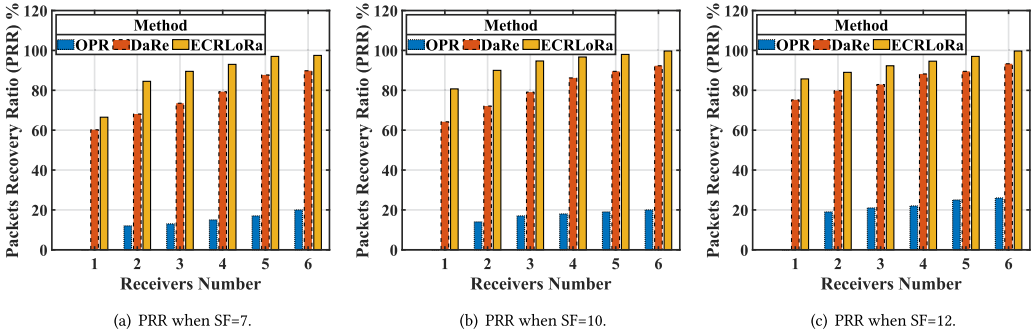 Packets Recovery Ratio (PRR) %
120
100
80
60
40
20
0
Method
OPR DaRe ECRLoRa
1 2 3 4 5 6
Receivers Number
(a) PRR when SF=7.
Packets Recovery Ratio (PRR) %
120
100
80
60
40
20
0
Method
OPR DaRe ECRLoRa
1 2 3 4 5 6
Receivers Number
(b) PRR when SF=10.
Packets Recovery Ratio (PRR) %
120
100
80
60
40
20
0
Method
OPR DaRe ECRLoRa
1 2 3 4 5 6
Receivers Number
(c) PRR when SF=12.